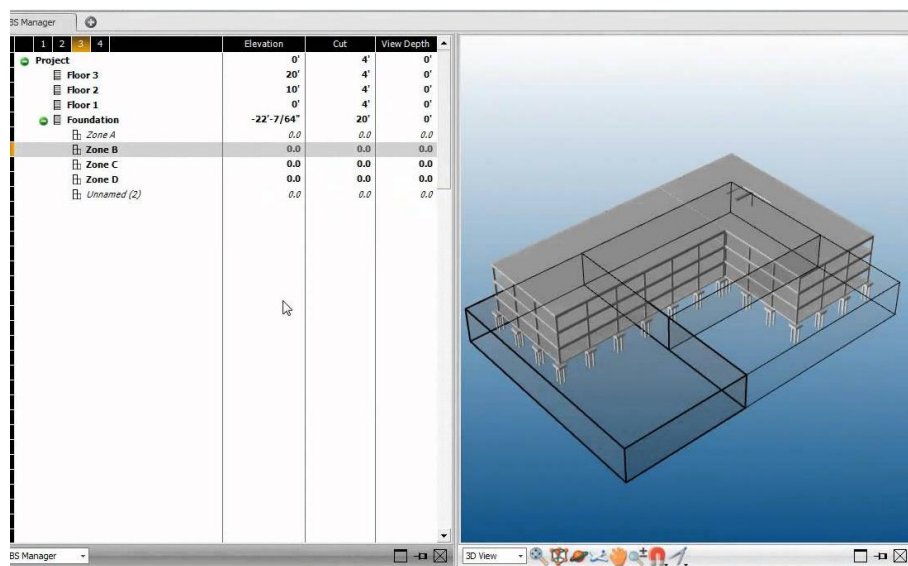 BS Manager
1 2 3 4 Elevation Cut View Depth
Project 0' 4' 0'
Floor 3 20' 4' 0'
Floor 2 10' 4' 0'
Floor 1 0' 4' 0'
Foundation -22'-7/64" 20' 0'
Zone A 0.0 0.0 0.0
Zone B 0.0 0.0 0.0
Zone C 0.0 0.0 0.0
Zone D 0.0 0.0 0.0
Unnamed (2) 0.0 0.0 0.0
BS Manager
3D View